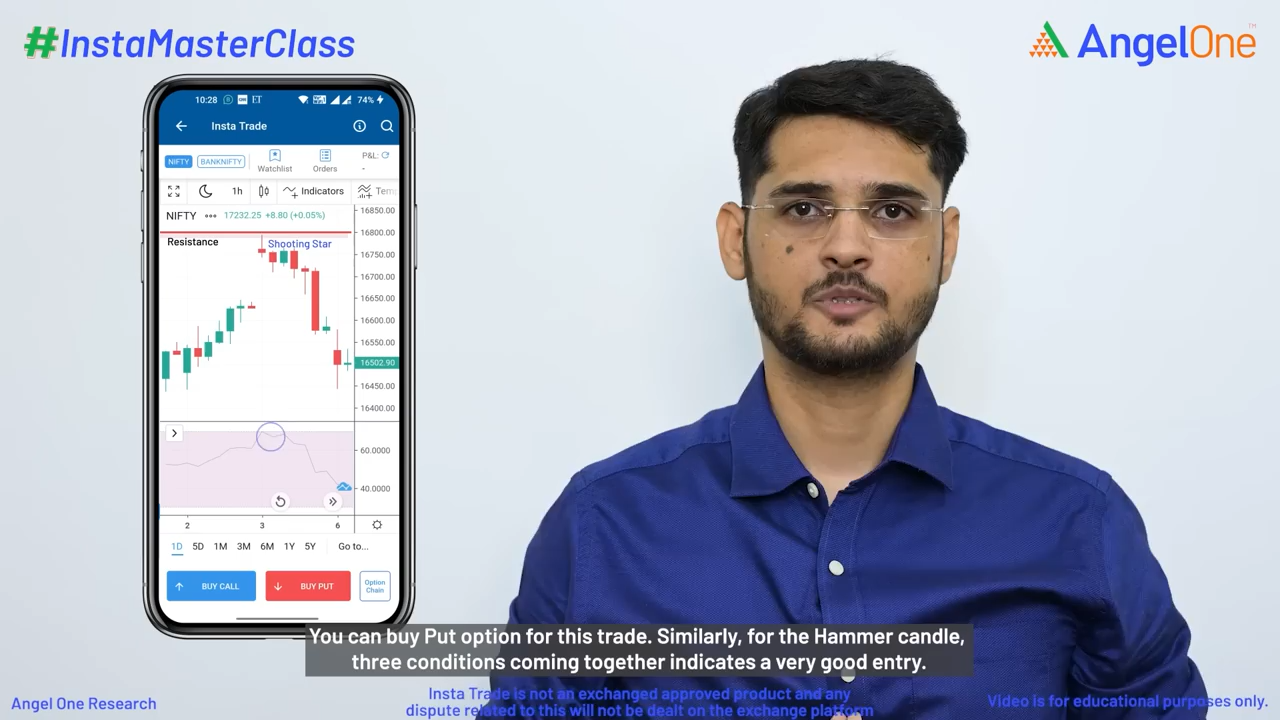 #InstaMasterClass
AngelOne
TM
10:28 ET 74%
Insta Trade
NIFTY BANKNIFTY Watchlist Orders P&L:
-
1h Indicators Tem
NIFTY 17232.25 +8.80 (+0.05%)
16850.00
16800.00
Resistance
Shooting Star
16750.00
16700.00
16650.00
16600.00
16550.00
16502.90
16450.00
16400.00
60.0000
40.0000
2 3 6
1D 5D 1M 3M 6M 1Y 5Y Go to...
BUY CALL BUY PUT Option
Chain
You can buy Put option for this trade. Similarly, for the Hammer candle,
three conditions coming together indicates a very good entry.
Angel One Research
Insta Trade is not an exchanged approved product and any
dispute related to this will not be dealt on the exchange platform
Video is for educational purposes only.